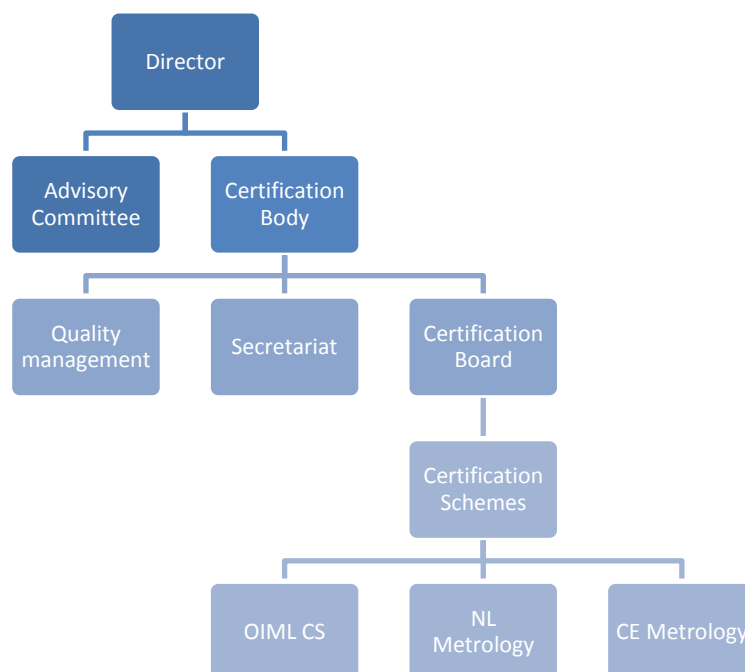 Director
Advisory
Committee
Certification
Body
Quality
management
Secretariat
Certification
Board
Certification
Schemes
OIML CS
NL
Metrology
CE Metrology